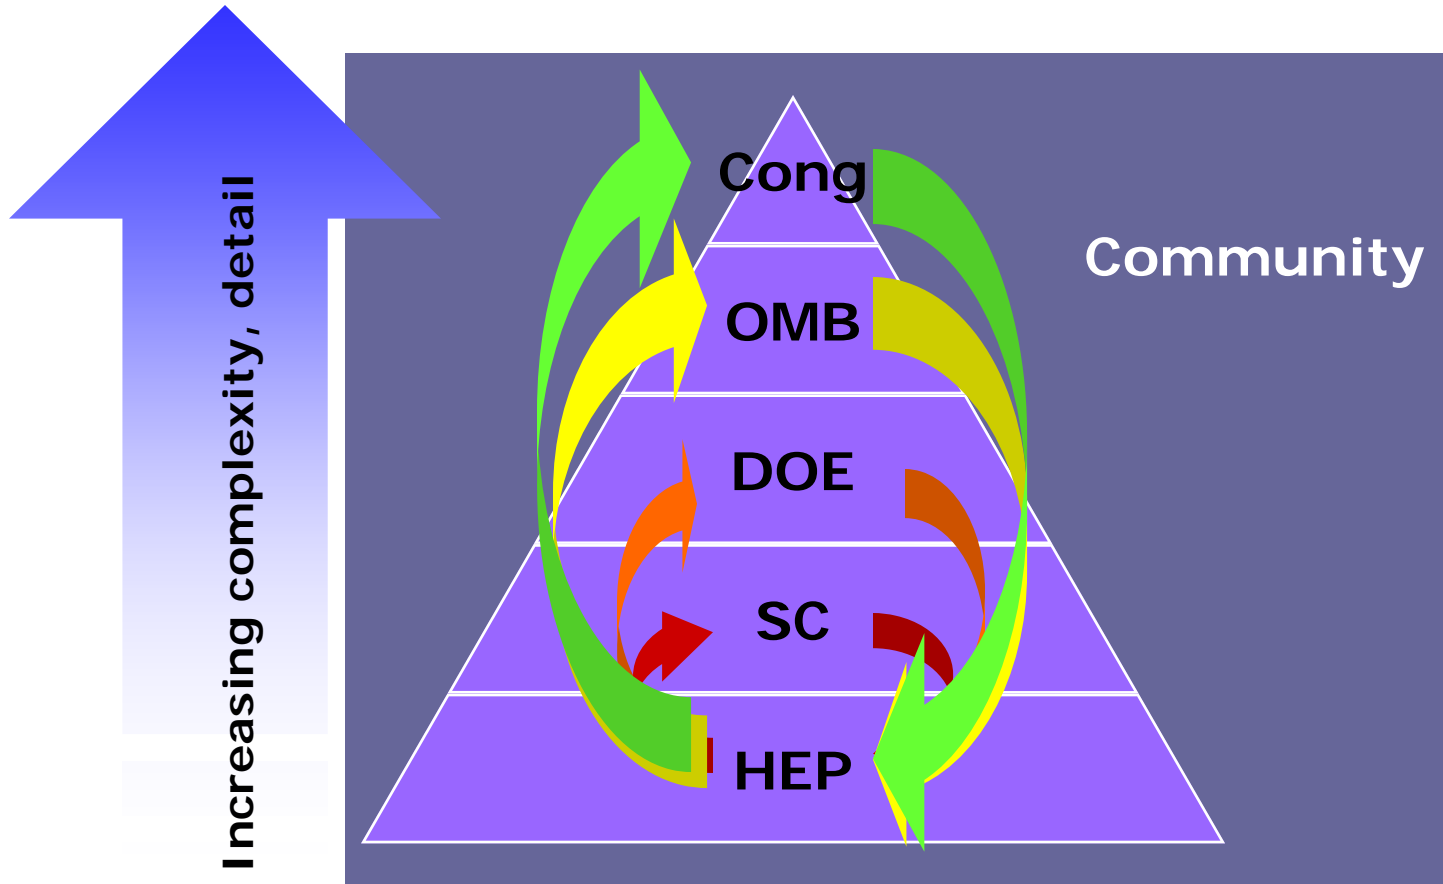 Increasing complexity, detail
Cong
Community
OMB
DOE
SC
HEP